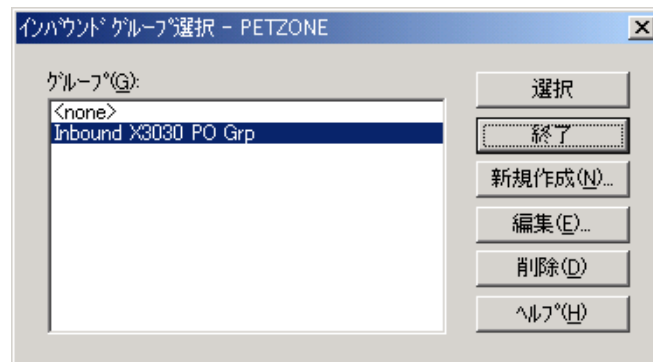 インバウンド グループ選択 - PETZONE
グループ(G):
<none>
Inbound X3030 PO Grp
選択
終了
新規作成(N)...
編集(E)...
削除(D)
ヘルプ(H)